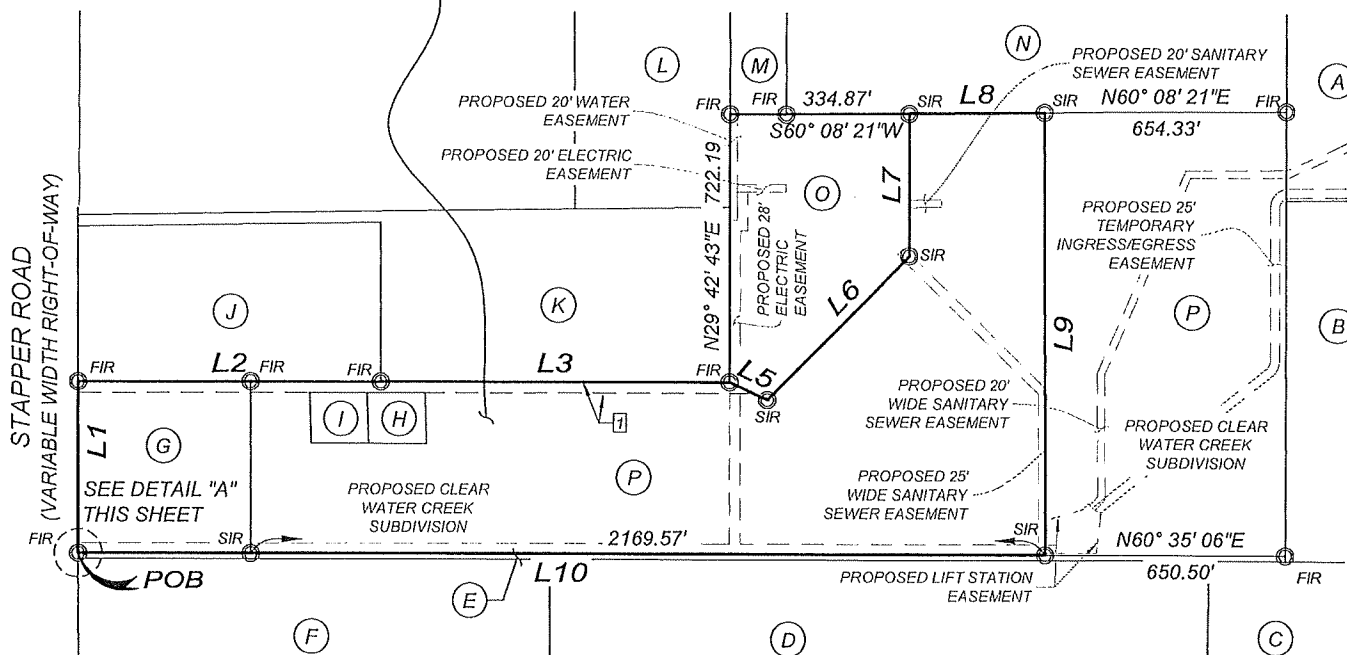 L
M
N
A
PROPOSED 20' SANITARY
SEWER EASEMENT
PROPOSED 20' WATER
EASEMENT
FIR
FIR
334.87'
SIR
L8
SIR
N60° 08' 21"E
FIR
S60° 08' 21"W
654.33'
PROPOSED 20' ELECTRIC
EASEMENT
N29° 42' 43"E 722.19
O
L7
PROPOSED 28'
ELECTRIC
EASEMENT
SIR
PROPOSED 25'
TEMPORARY
INGRESS/EGRESS
EASEMENT
P
B
STAPPER ROAD
(VARIABLE WIDTH RIGHT-OF-WAY)
J
K
L6
L9
FIR
L2
FIR
FIR
L3
FIR
L5
SIR
L1
G
I
H
1
PROPOSED 20'
WIDE SANITARY
SEWER EASEMENT
PROPOSED CLEAR
WATER CREEK
SUBDIVISION
SEE DETAIL "A"
THIS SHEET
PROPOSED CLEAR
WATER CREEK
SUBDIVISION
P
PROPOSED 25'
WIDE SANITARY
SEWER EASEMENT
FIR
SIR
2169.57'
SIR
N60° 35' 06"E
POB
L10
650.50'
FIR
PROPOSED LIFT STATION
EASEMENT
E
F
D
C